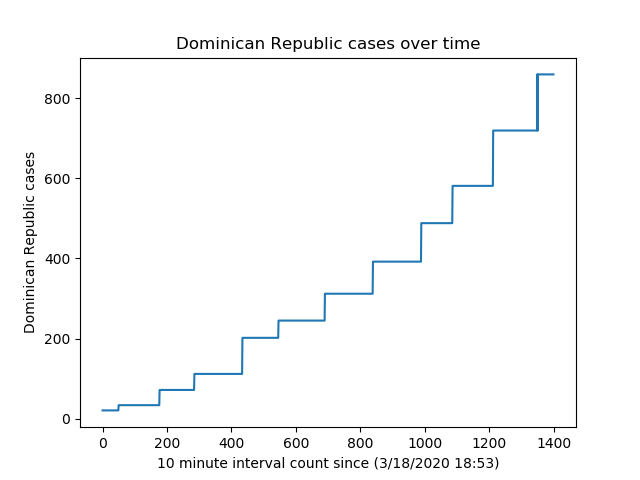 Dominican Republic cases over time
800
600
400
200
0
Dominican Republic cases
0 200 400 600 800 1000 1200 1400
10 minute interval count since (3/18/2020 18:53)